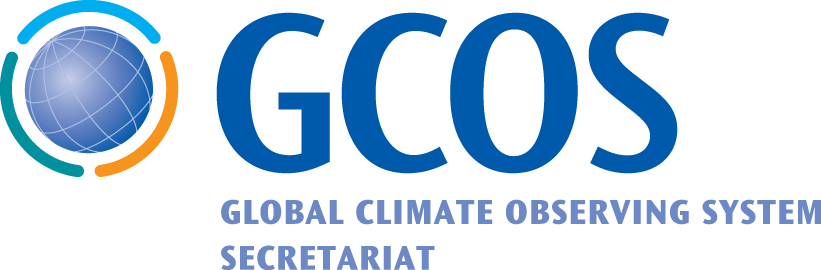 GCOS
GLOBAL CLIMATE OBSERVING SYSTEM
SECRETARIAT